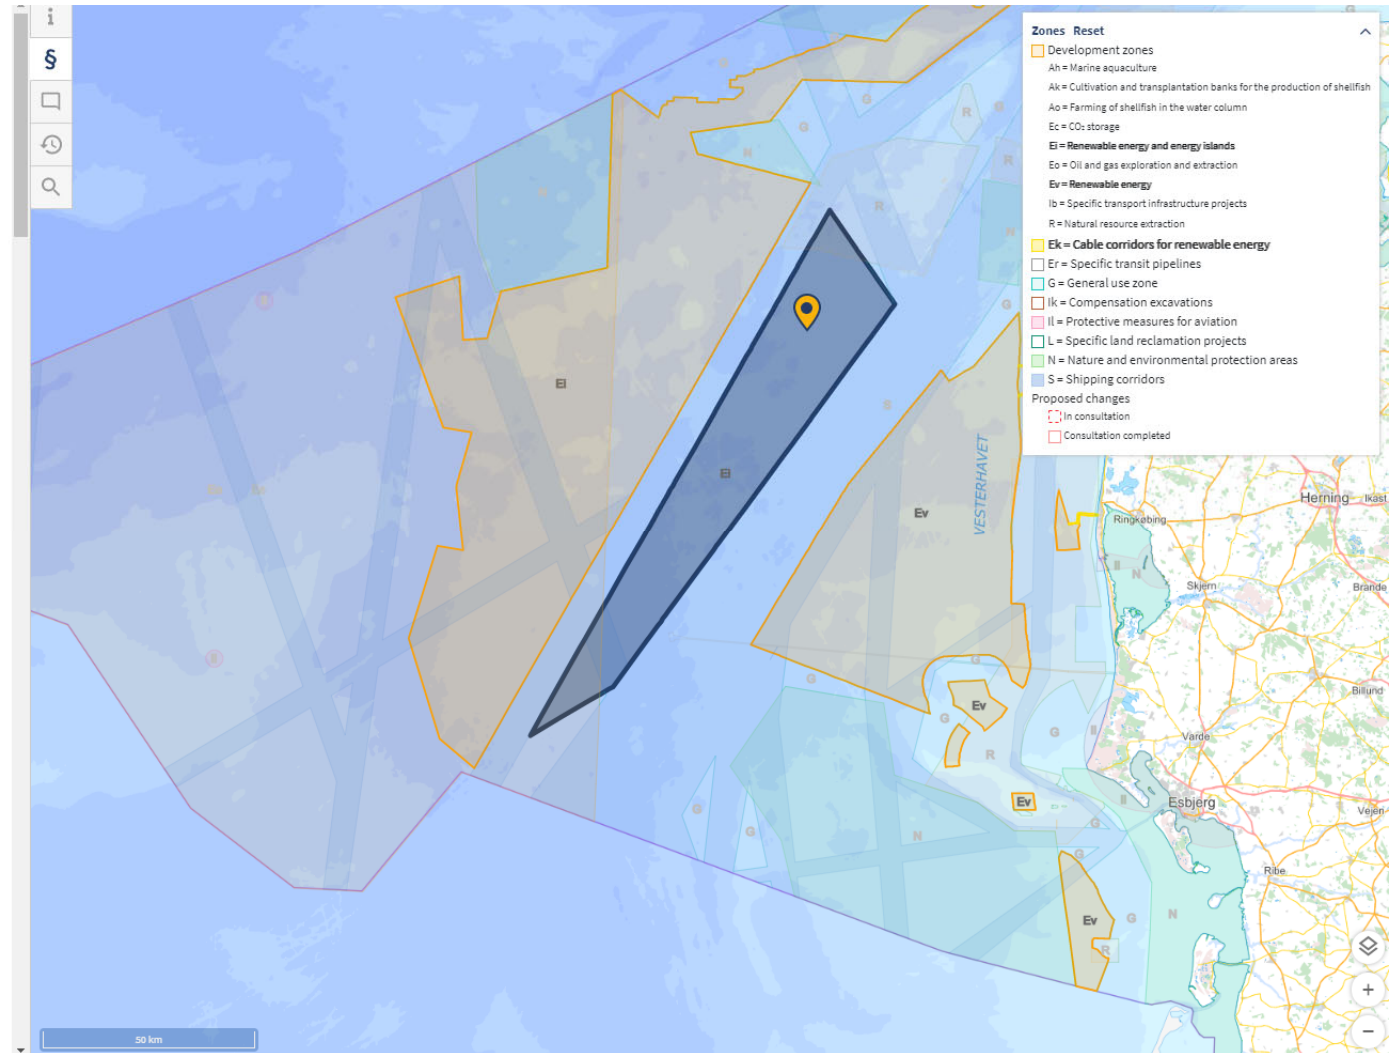 i
§
Zones Reset
Development zones
Ah = Marine aquaculture
Ak = Cultivation and transplantation banks for the production of shellfish
Ao = Farming of shellfish in the water column
Ec = CO₂ storage
Ei = Renewable energy and energy islands
Eo = Oil and gas exploration and extraction
Ev = Renewable energy
Ib = Specific transport infrastructure projects
R = Natural resource extraction
Ek = Cable corridors for renewable energy
Er = Specific transit pipelines
G = General use zone
Ik = Compensation excavations
Il = Protective measures for aviation
L = Specific land reclamation projects
N = Nature and environmental protection areas
S = Shipping corridors
Proposed changes
In consultation
Consultation completed
G
G
R
G
N
R
R
N
G
Ei
S
Ei
VESTERHAVET
Ev
Herning
Ikast
Ringkøbing
N
Skjern
Brande
G
G
Billund
Ev
G
R
G
Varde
Ev
Esbjerg
Vejen
G
G
N
G
G
Ribe
Ev
G
N
R
50 km
+
−